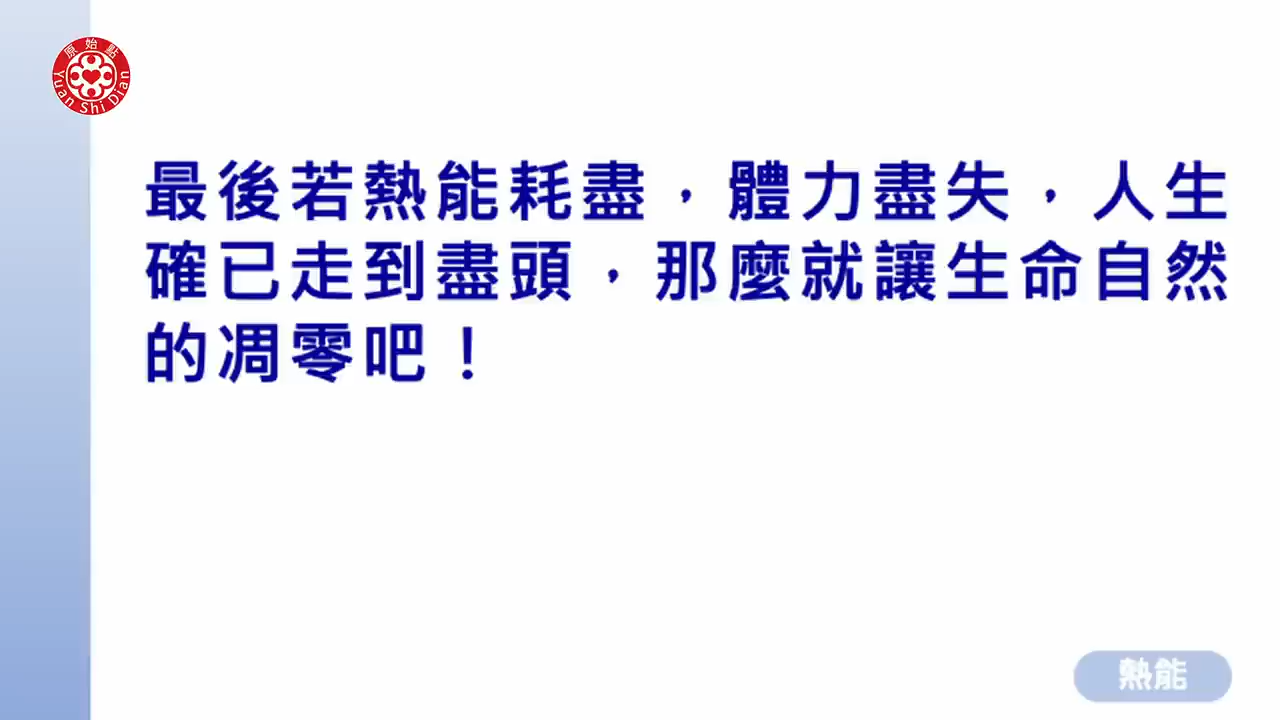 原始點
Yuan Shi Dian
最後若熱能耗盡，體力盡失，人生
確已走到盡頭，那麼就讓生命自然
的凋零吧！
熱能